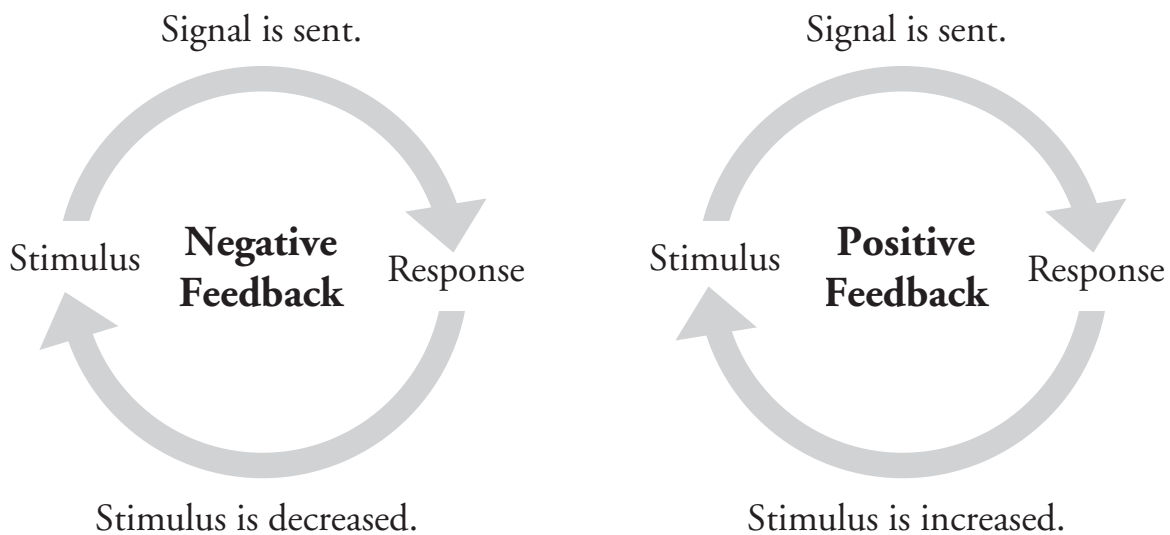 Signal is sent.
Stimulus
Negative
Feedback
Response
Stimulus is decreased.
Signal is sent.
Stimulus
Positive
Feedback
Response
Stimulus is increased.